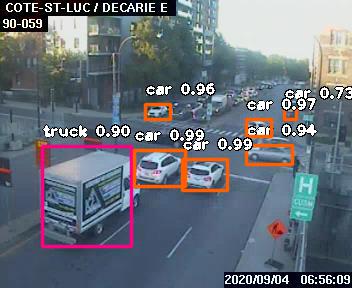 COTE-ST-LUC / DECARIE E
90-059
car 0.96
car 0.73
car 0.97
truck 0.90
car 0.99
car 0.94
car 0.99
H
CUSM
2020/09/04 06:56:09